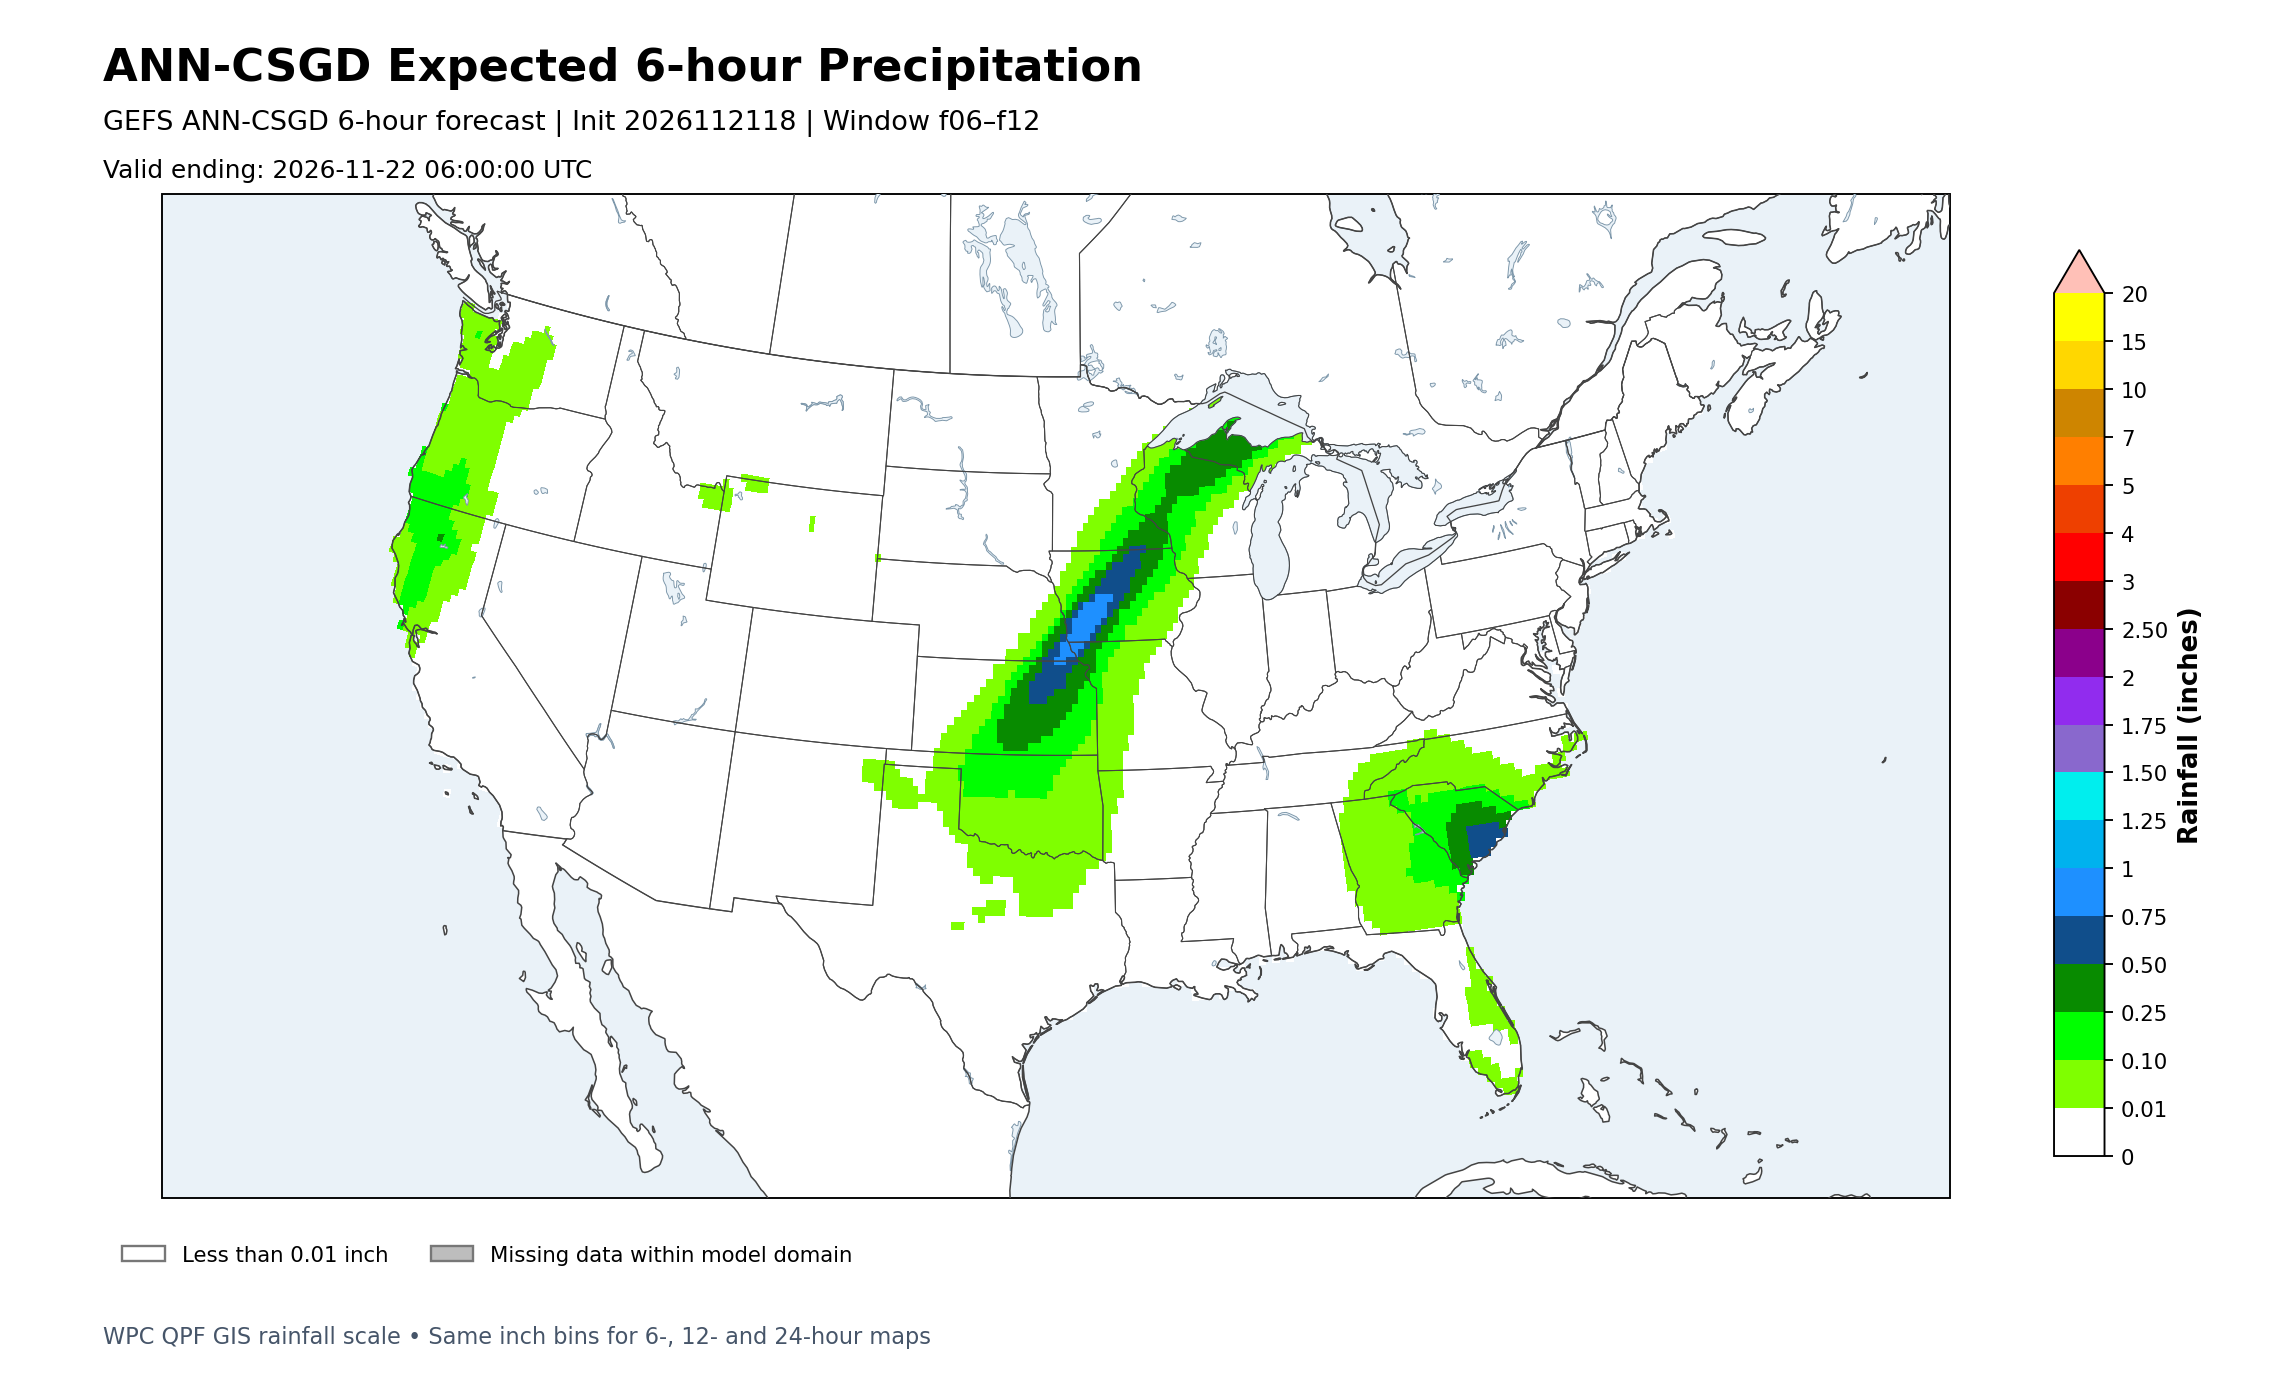 ANN-CSGD Expected 6-hour Precipitation
GEFS ANN-CSGD 6-hour forecast | Init 2026112118 | Window f06–f12
Valid ending: 2026-11-22 06:00:00 UTC
20
15
10
7
5
4
3
2.50
2
1.75
1.50
1.25
1
0.75
0.50
0.25
0.10
0.01
0
Rainfall (inches)
Less than 0.01 inch
Missing data within model domain
WPC QPF GIS rainfall scale • Same inch bins for 6-, 12- and 24-hour maps